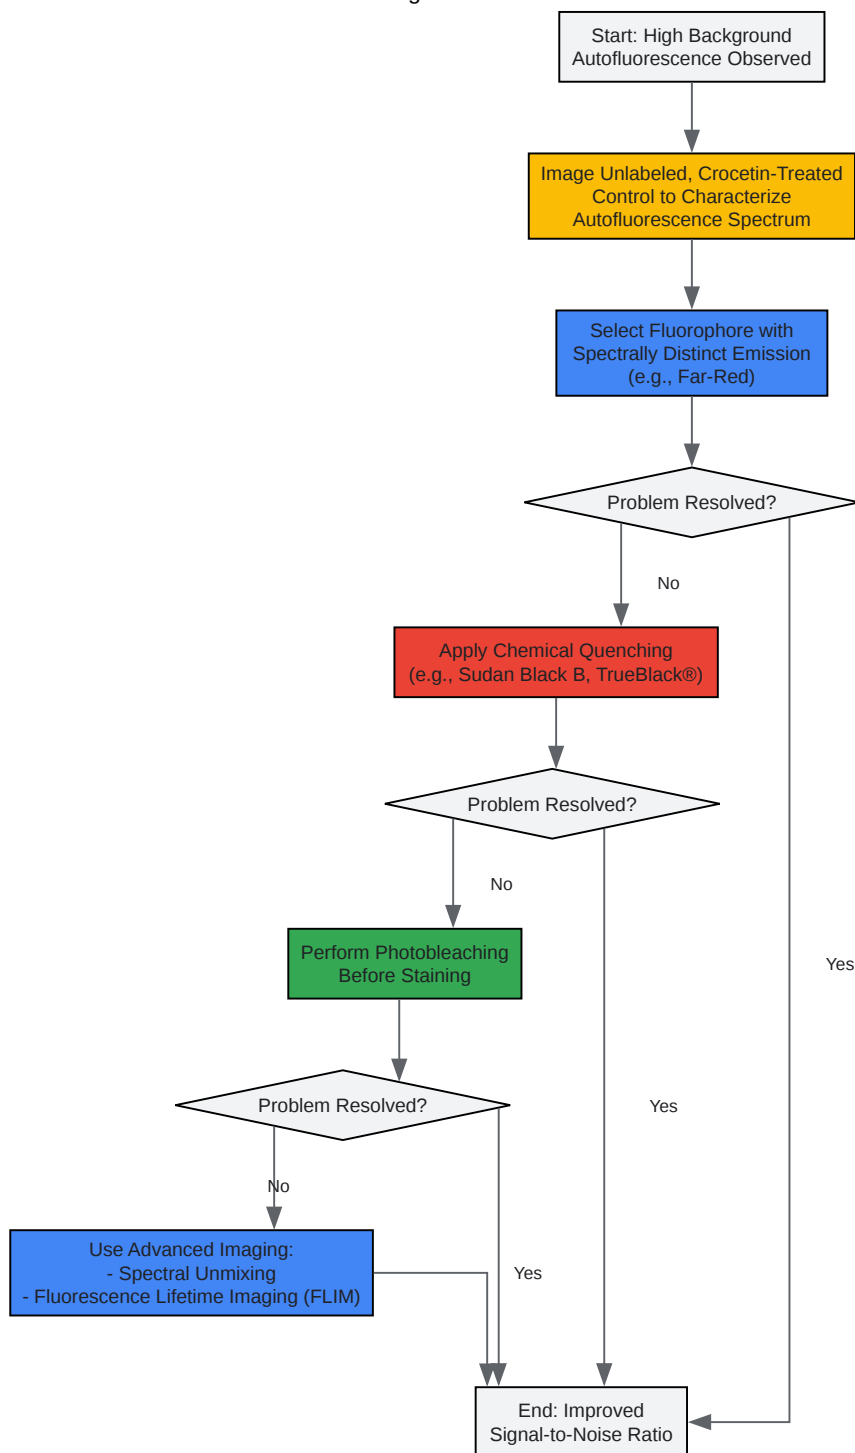 Start: High Background
Autofluorescence Observed
Image Unlabeled, Crocetin-Treated
Control to Characterize
Autofluorescence Spectrum
Select Fluorophore with
Spectrally Distinct Emission
(e.g., Far-Red)
Problem Resolved?
No
Apply Chemical Quenching
(e.g., Sudan Black B, TrueBlack®)
Problem Resolved?
No
Perform Photobleaching
Before Staining
Yes
Problem Resolved?
Yes
No
Use Advanced Imaging:
- Spectral Unmixing
- Fluorescence Lifetime Imaging (FLIM)
Yes
End: Improved
Signal-to-Noise Ratio